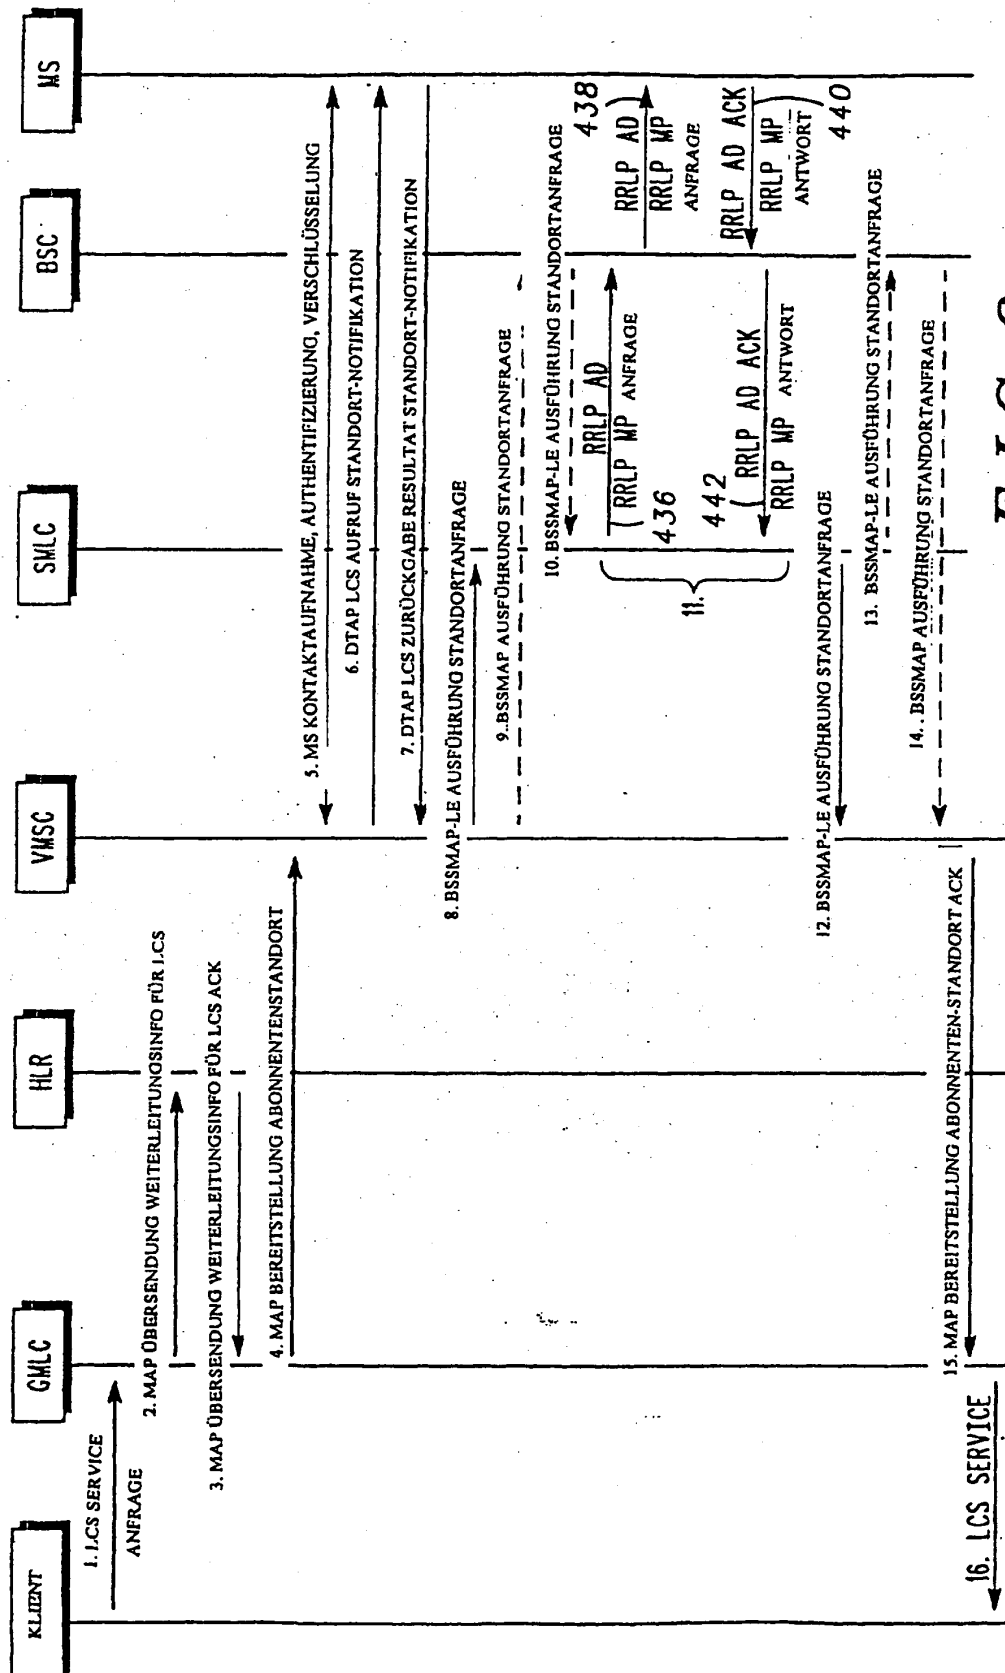 KLIENT
GMLC
HLR
VMSC
SMLC
BSC
MS
1. LCS SERVICE
ANFRAGE
2. MAP ÜBERSENDUNG WEITERLEITUNGSINFO FÜR LCS
3. MAP ÜBERSENDUNG WEITERLEITUNGSINFO FÜR LCS ACK
4. MAP BEREITSTELLUNG ABONNENTENSTANDORT
5. MS KONTAKTAUFNAHME, AUTHENTIFIZIERUNG, VERSCHLÜSSELUNG
6. DTAP LCS AUFRUF STANDORT-NOTIFIKATION
7. DTAP LCS ZURÜCKGABE RESULTAT STANDORT-NOTIFIKATION
8. BSSMAP-LE AUSFÜHRUNG STANDORTANFRAGE
9..BSSMAP AUSFÜHRUNG STANDORTANFRAGE
10. BSSMAP-LE AUSFÜHRUNG STANDORTANFRAGE
11.
RRLP AD
RRLP MP ANFRAGE
436
RRLP AD
RRLP MP
ANFRAGE
438
RRLP AD ACK
RRLP MP
ANTWORT
440
442
RRLP AD ACK
RRLP MP ANTWORT
12. BSSMAP-LE AUSFÜHRUNG STANDORTANFRAGE
13. BSSMAP-LE AUSFÜHRUNG STANDORTANFRAGE
14. . BSSMAP AUSFÜHRUNG STANDORTANFRAGE
15. MAP BEREITSTELLUNG ABONNENTEN-STANDORT ACK
16. LCS SERVICE